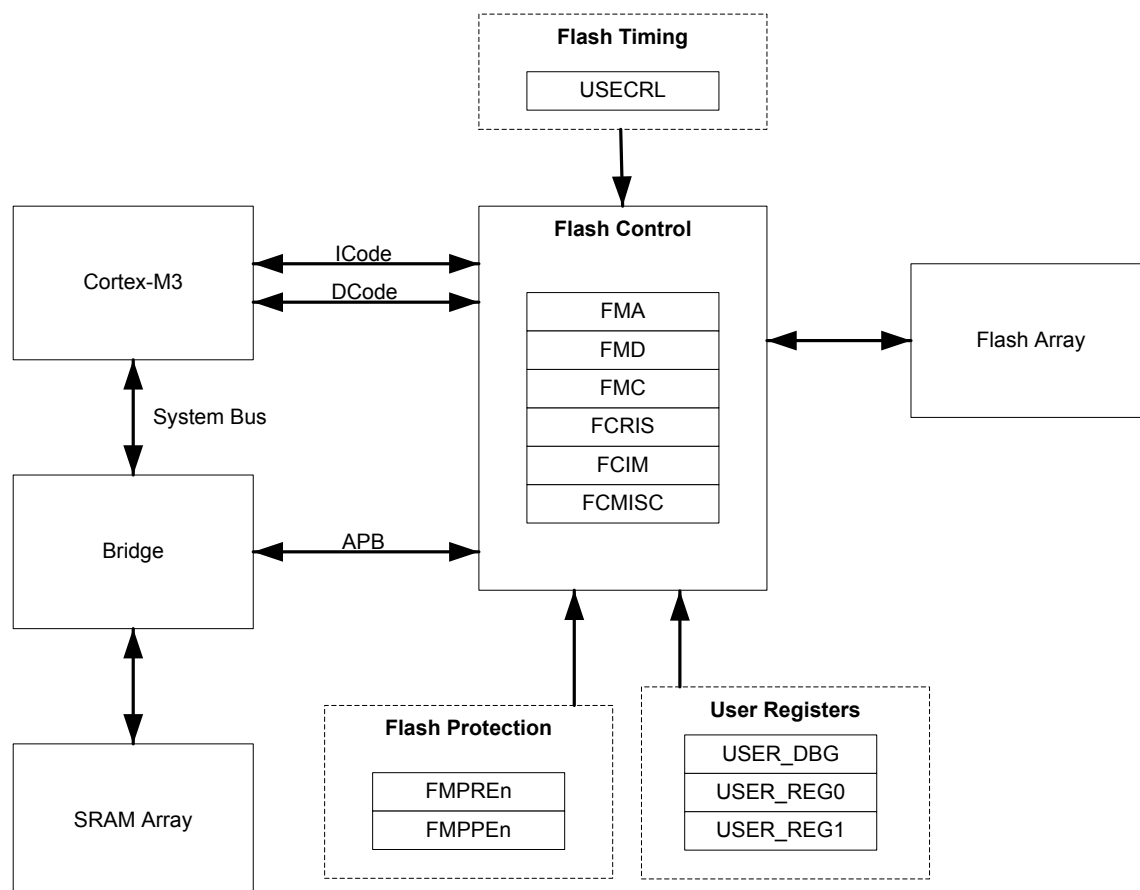 Flash Timing
USECRL
Flash Control
ICode
Cortex-M3
DCode
FMA
FMD
FMC
FCRIS
FCIM
FCMISC
Flash Array
System Bus
Bridge
APB
Flash Protection
FMPREn
FMPPEn
User Registers
USER_DBG
USER_REG0
USER_REG1
SRAM Array